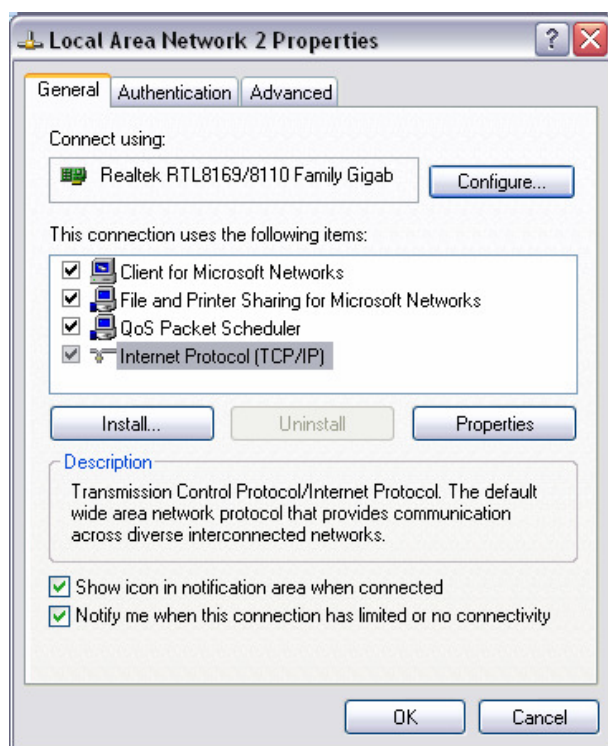 Local Area Network 2 Properties
General Authentication Advanced
Connect using:
Realtek RTL8169/8110 Family Gigab Configure...
This connection uses the following items:
Client for Microsoft Networks
File and Printer Sharing for Microsoft Networks
QoS Packet Scheduler
Internet Protocol (TCP/IP)
Install... Uninstall Properties
Description
Transmission Control Protocol/Internet Protocol. The default
wide area network protocol that provides communication
across diverse interconnected networks.
Show icon in notification area when connected
Notify me when this connection has limited or no connectivity
OK Cancel